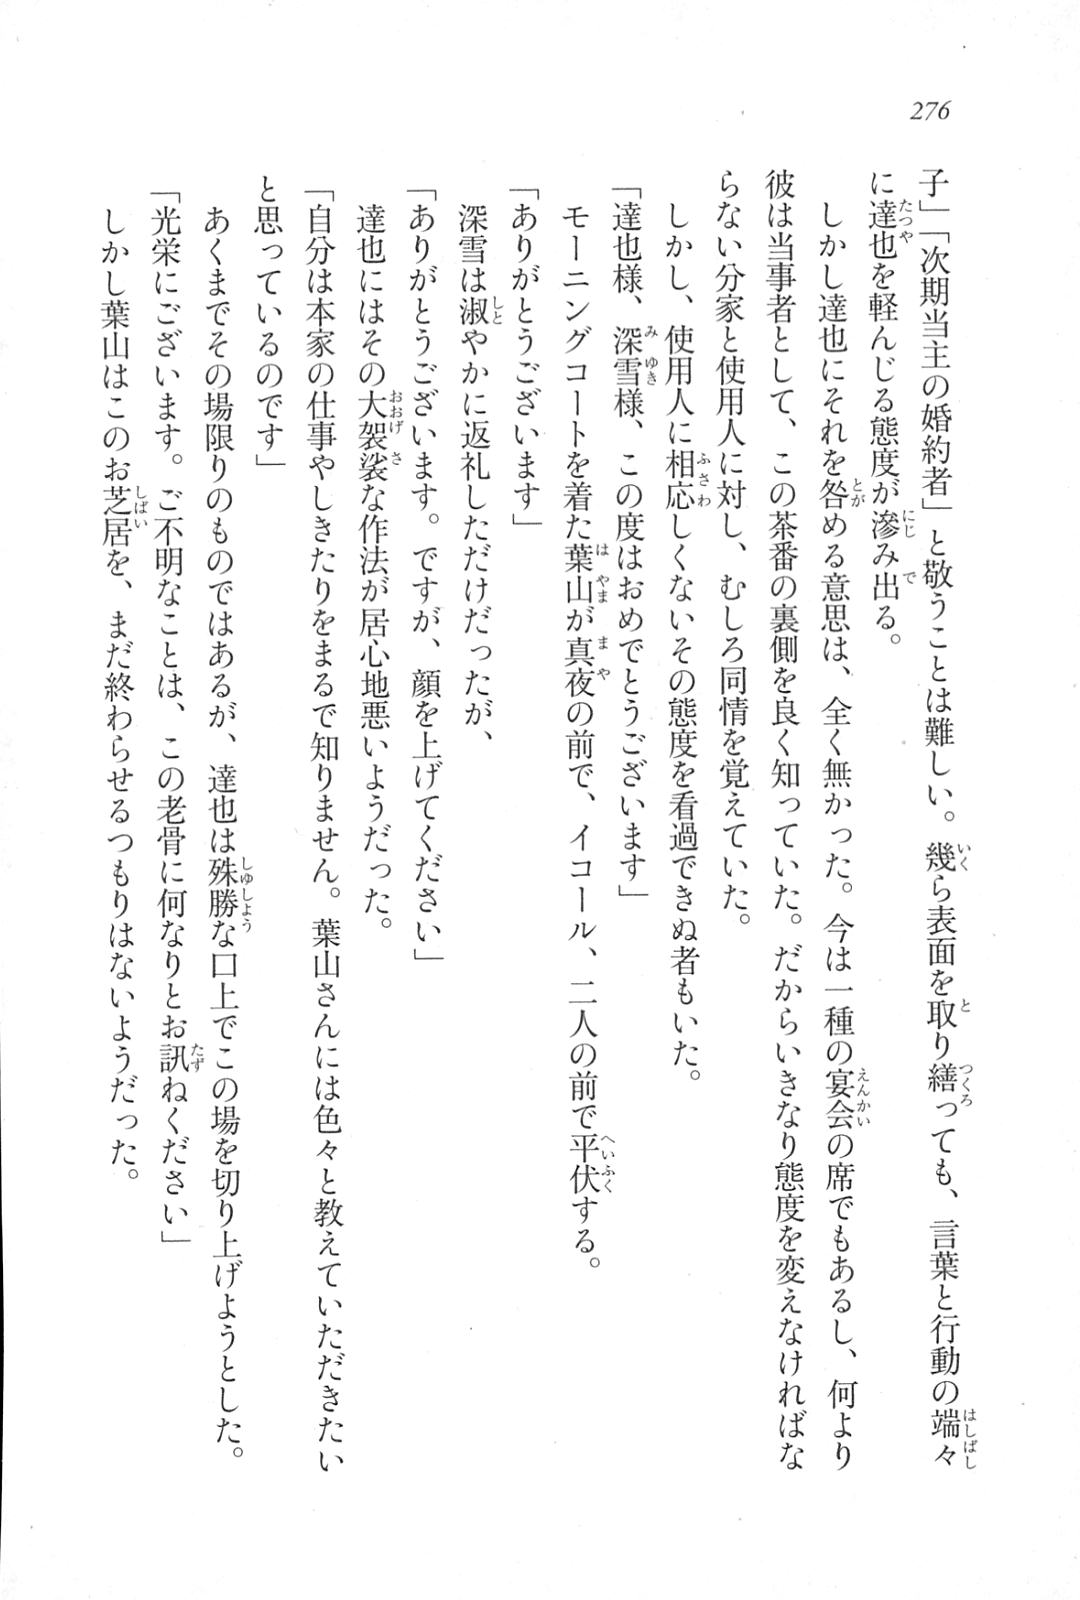 276
子」「次期当主の婚約者」と敬うことは難しい。幾ら表面を取り繕っても、言葉と行動の端々
に達也を軽んじる態度が滲み出る。
しかし達也にそれを咎める意思は、全く無かった。今は一種の宴会の席でもあるし、何より
彼は当事者として、この茶番の裏側を良く知っていた。だからいきなり態度を変えなければな
らない分家と使用人に対し、むしろ同情を覚えていた。
しかし、使用人に相応しくないその態度を看過できぬ者もいた。
「達也様、深雪様、この度はおめでとうございます」
モーニングコートを着た葉山が真夜の前で、イコール、二人の前で平伏する。
「ありがとうございます」
深雪は淑やかに返礼しただけだったが、
「ありがとうございます。ですが、顔を上げてください」
達也にはその大袈裟な作法が居心地悪いようだった。
「自分は本家の仕事やしきたりをまるで知りません。葉山さんには色々と教えていただきたい
と思っているのです」
あくまでその場限りのものではあるが、達也は殊勝な口上でこの場を切り上げようとした。
「光栄にございます。ご不明なことは、この老骨に何なりとお訊ねください」
しかし葉山はこのお芝居を、まだ終わらせるつもりはないようだった。